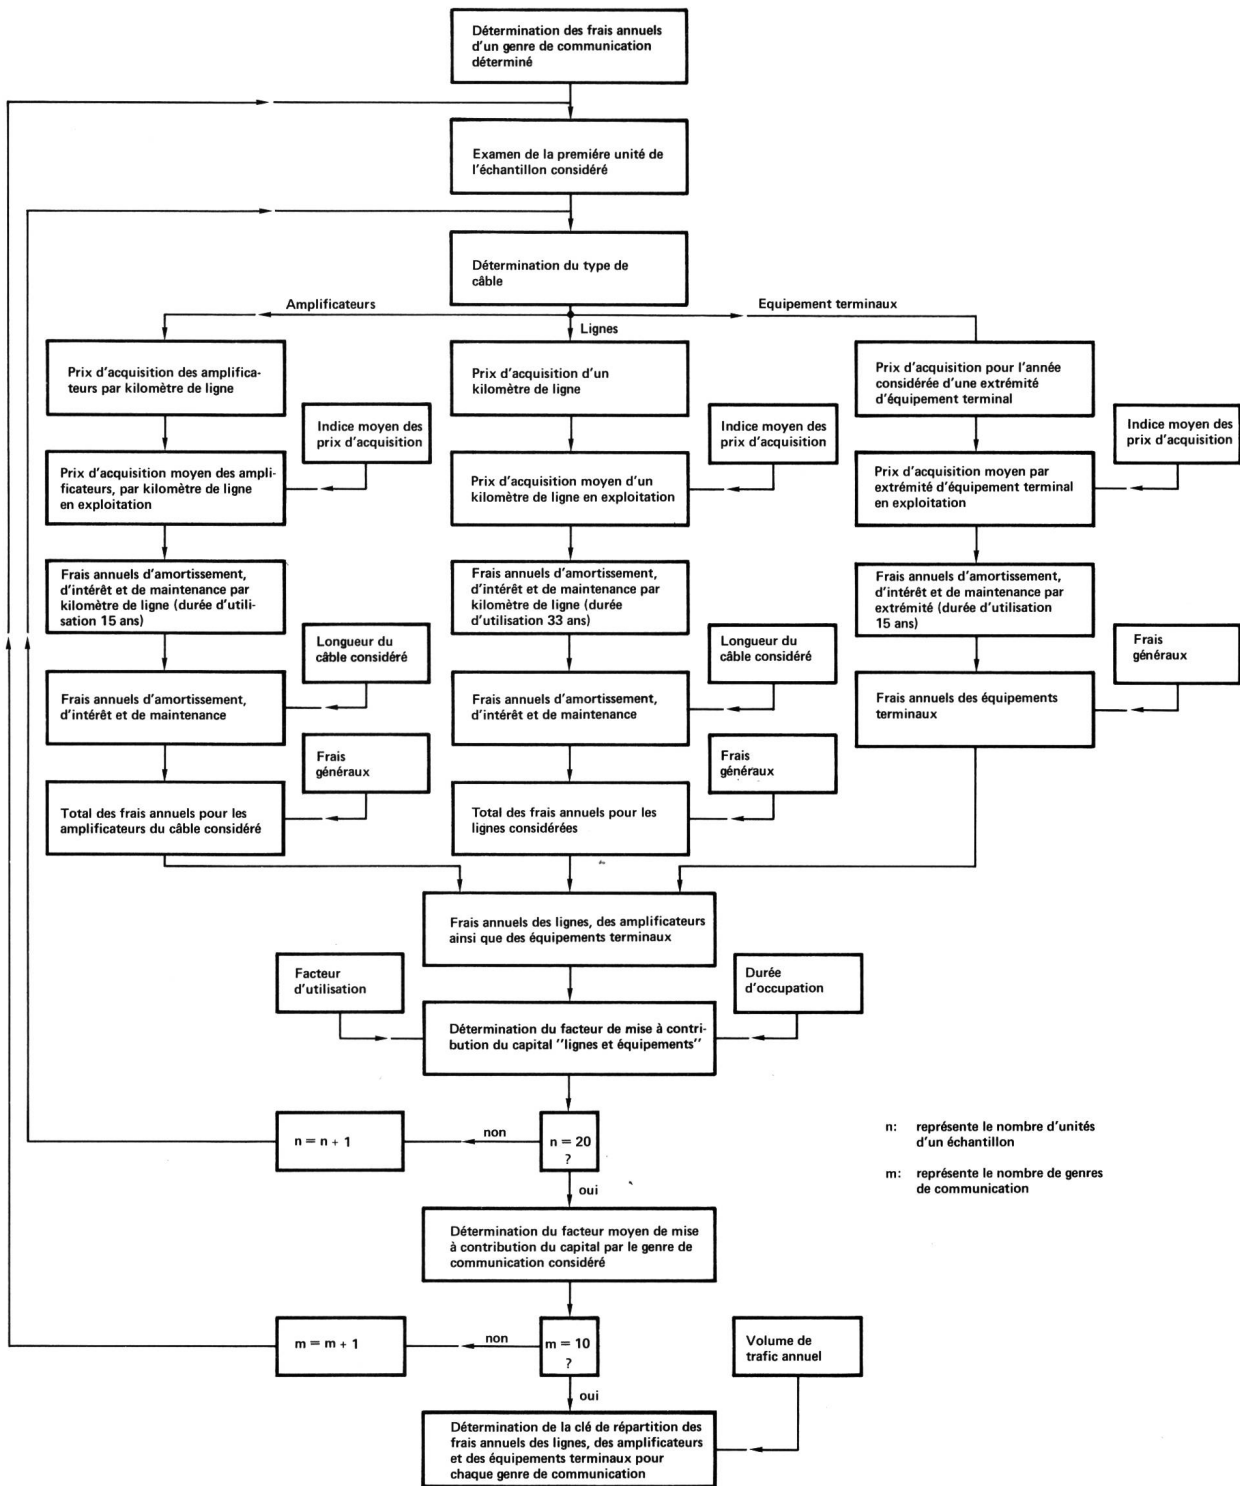 Détermination des frais annuels
d'un genre de communication
déterminé
Examen de la premiére unité de
l'échantillon considéré
Détermination du type de
câble
Amplificateurs
Lignes
Equipement terminaux
Prix d'acquisition des amplifica-
teurs par kilomètre de ligne
Prix d'acquisition d'un
kilomètre de ligne
Prix d'acquisition pour l'année
considérée d'une extrémité
d'équipement terminal
Indice moyen des
prix d'acquisition
Indice moyen des
prix d'acquisition
Indice moyen des
prix d'acquisition
Prix d'acquisition moyen des ampli-
ficateurs, par kilomètre de ligne
en exploitation
Prix d'acquisition moyen d'un
kilomètre de ligne en exploitation
Prix d'acquisition moyen par
extrémité d'équipement terminal
en exploitation
Frais annuels d'amortissement,
d'intérêt et de maintenance par
kilomètre de ligne (durée d'utili-
sation 15 ans)
Frais annuels d'amortissement,
d'intérêt et de maintenance par
kilomètre de ligne (durée
d'utilisation 33 ans)
Frais annuels d'amortissement,
d'intérêt et de maintenance par
extrémité (durée d'utilisation
15 ans)
Longueur du
câble considéré
Longueur du
câble considéré
Frais
généraux
Frais annuels d'amortissement,
d'intérêt et de maintenance
Frais annuels d'amortissement,
d'intérêt et de maintenance
Frais annuels des équipements
terminaux
Frais
généraux
Frais
généraux
Total des frais annuels pour les
amplificateurs du câble considéré
Total des frais annuels pour les
lignes considérées
Frais annuels des lignes, des amplificateurs
ainsi que des équipements terminaux
Facteur
d'utilisation
Durée
d'occupation
Détermination du facteur de mise à contri-
bution du capital "lignes et équipements"
n = n + 1
non
n = 20
?
oui
n: représente le nombre d'unités
d'un échantillon
m: représente le nombre de genres
de communication
Détermination du facteur moyen de mise
à contribution du capital par le genre de
communication considéré
m = m + 1
non
m = 10
?
oui
Volume de
trafic annuel
Détermination de la clé de répartition des
frais annuels des lignes, des amplificateurs
et des équipements terminaux pour
chaque genre de communication